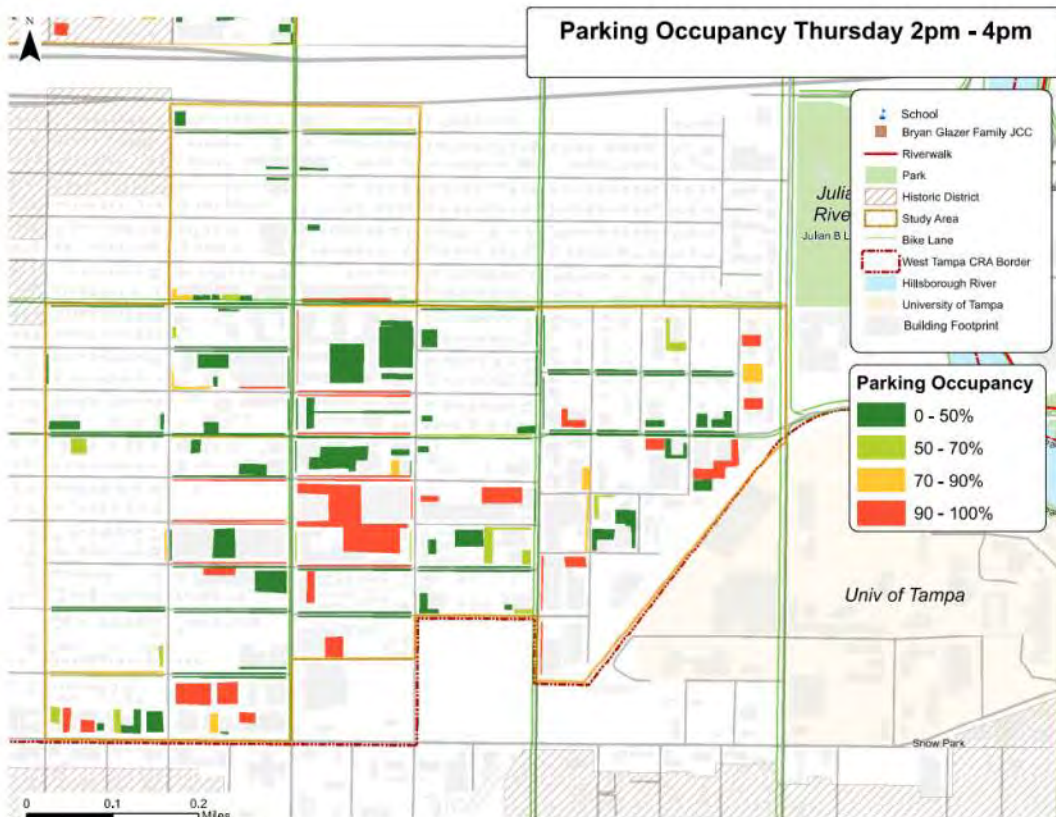 N
Parking Occupancy Thursday 2pm - 4pm
School
Bryan Glazer Family JCC
Riverwalk
Park
Historic District
Study Area
Bike Lane
West Tampa CRA Border
Hillsborough River
University of Tampa
Building Footprint
Julia
Rive
Julian B L
Parking Occupancy
0 - 50%
50 - 70%
70 - 90%
90 - 100%
Univ of Tampa
Snow Park
0 0.1 0.2
Miles